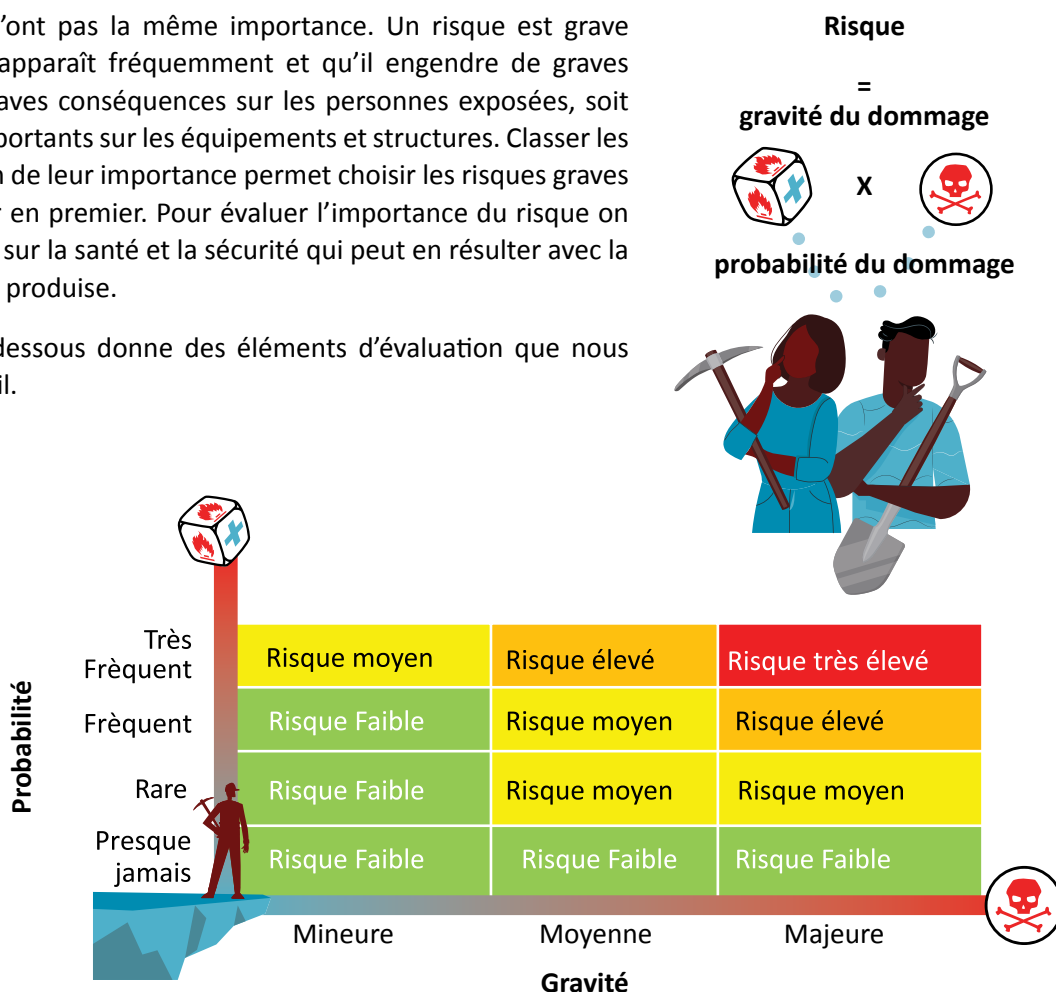 'ont pas la même importance. Un risque est grave
apparaît fréquemment et qu'il engendre de graves
aves conséquences sur les personnes exposées, soit
portants sur les équipements et structures. Classer les
n de leur importance permet choisir les risques graves
r en premier. Pour évaluer l'importance du risque on
sur la santé et la sécurité qui peut en résulter avec la
produise.
dessous donne des éléments d'évaluation que nous
il.
Risque
=
gravité du dommage
X
probabilité du dommage
Probabilité
Très
Frèquent
Risque moyen
Risque élevé
Risque très élevé
Frèquent
Risque Faible
Risque moyen
Risque élevé
Rare
Risque Faible
Risque moyen
Risque moyen
Presque
jamais
Risque Faible
Risque Faible
Risque Faible
Mineure
Moyenne
Majeure
Gravité